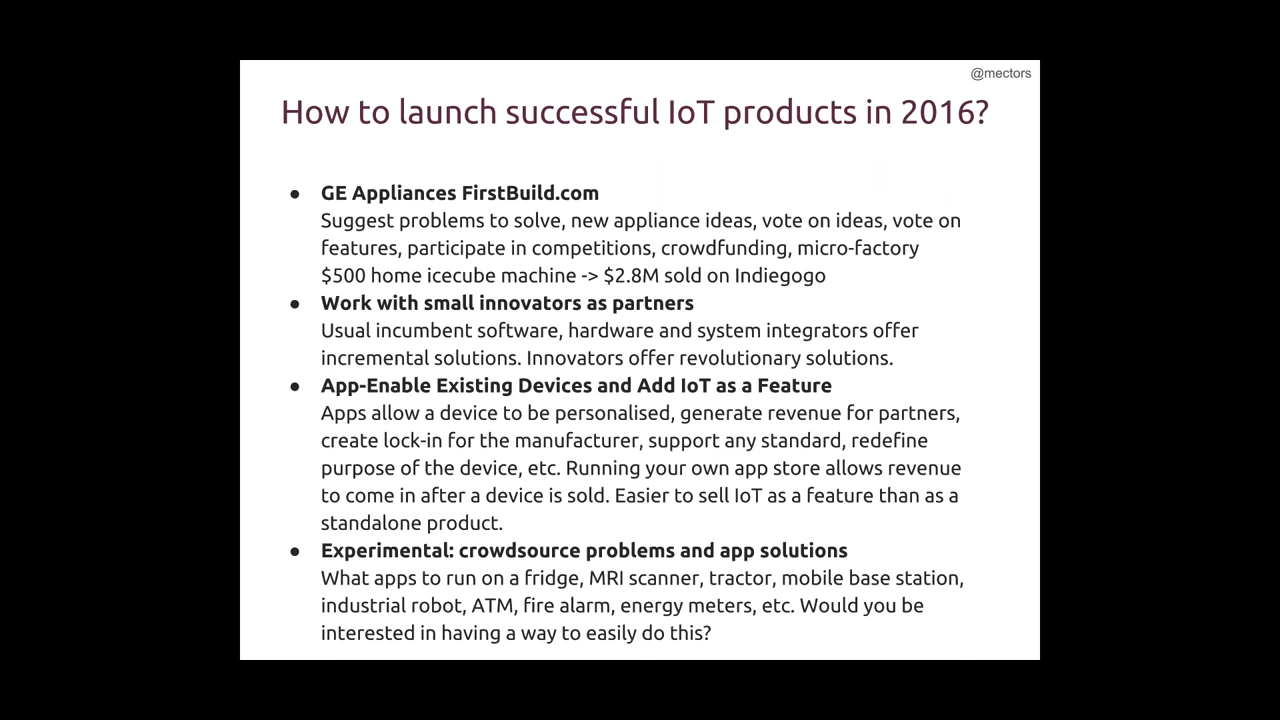 @mectors
How to launch successful IoT products in 2016?
● GE Appliances FirstBuild.com
Suggest problems to solve, new appliance ideas, vote on ideas, vote on
features, participate in competitions, crowdfunding, micro-factory
$500 home icecube machine -> $2.8M sold on Indiegogo
● Work with small innovators as partners
Usual incumbent software, hardware and system integrators offer
incremental solutions. Innovators offer revolutionary solutions.
● App-Enable Existing Devices and Add IoT as a Feature
Apps allow a device to be personalised, generate revenue for partners,
create lock-in for the manufacturer, support any standard, redefine
purpose of the device, etc. Running your own app store allows revenue
to come in after a device is sold. Easier to sell IoT as a feature than as a
standalone product.
● Experimental: crowdsource problems and app solutions
What apps to run on a fridge, MRI scanner, tractor, mobile base station,
industrial robot, ATM, fire alarm, energy meters, etc. Would you be
interested in having a way to easily do this?